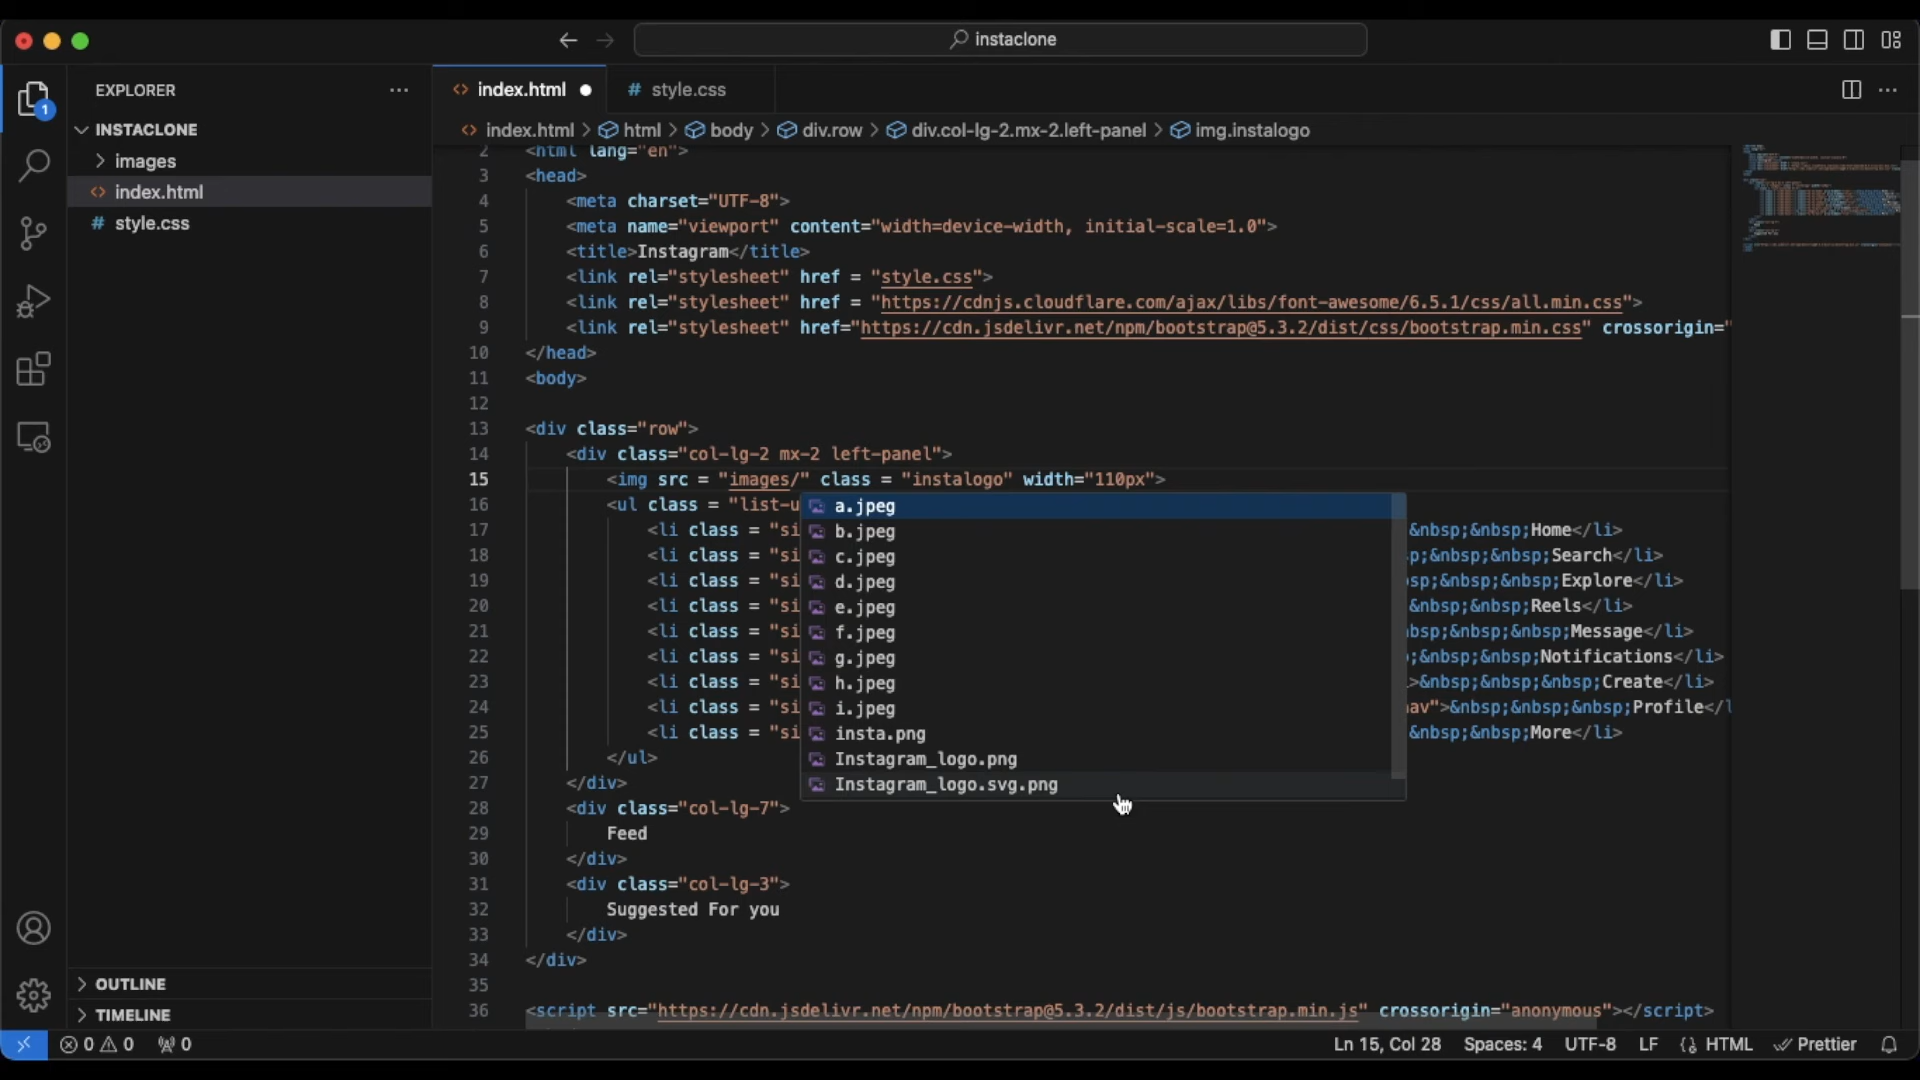 instaclone
EXPLORER
index.html
# style.css
1
INSTACLONE
index.html > html > body > div.row > div.col-lg-2.mx-2.left-panel > img.instalogo
images
index.html
# style.css
2 <html lang="en">
3 <head>
4 <meta charset="UTF-8">
5 <meta name="viewport" content="width=device-width, initial-scale=1.0">
6 <title>Instagram</title>
7 <link rel="stylesheet" href = "style.css">
8 <link rel="stylesheet" href = "https://cdnjs.cloudflare.com/ajax/libs/font-awesome/6.5.1/css/all.min.css">
9 <link rel="stylesheet" href="https://cdn.jsdelivr.net/npm/bootstrap@5.3.2/dist/css/bootstrap.min.css" crossorigin="
10 </head>
11 <body>
12
13 <div class="row">
14 <div class="col-lg-2 mx-2 left-panel">
15 <img src = "images/" class = "instalogo" width="110px">
16 <ul class = "list-u
a.jpeg
17 <li class = "si
b.jpeg
&nbsp;&nbsp;Home</li>
18 <li class = "si
c.jpeg
p;&nbsp;&nbsp;Search</li>
19 <li class = "si
d.jpeg
sp;&nbsp;&nbsp;Explore</li>
20 <li class = "si
e.jpeg
&nbsp;&nbsp;Reels</li>
21 <li class = "si
f.jpeg
bsp;&nbsp;&nbsp;Message</li>
22 <li class = "si
g.jpeg
;&nbsp;&nbsp;Notifications</li>
23 <li class = "si
h.jpeg
>&nbsp;&nbsp;&nbsp;Create</li>
24 <li class = "si
i.jpeg
av">&nbsp;&nbsp;&nbsp;Profile</l
25 <li class = "si
insta.png
&nbsp;&nbsp;More</li>
26 </ul>
Instagram_logo.png
27 </div>
Instagram_logo.svg.png
28 <div class="col-lg-7">
29 Feed
30 </div>
31 <div class="col-lg-3">
32 Suggested For you
33 </div>
34 </div>
35
36 <script src="https://cdn.jsdelivr.net/npm/bootstrap@5.3.2/dist/js/bootstrap.min.js" crossorigin="anonymous"></script>
OUTLINE
TIMELINE
0 0 0 Ln 15, Col 28 Spaces: 4 UTF-8 LF HTML Prettier